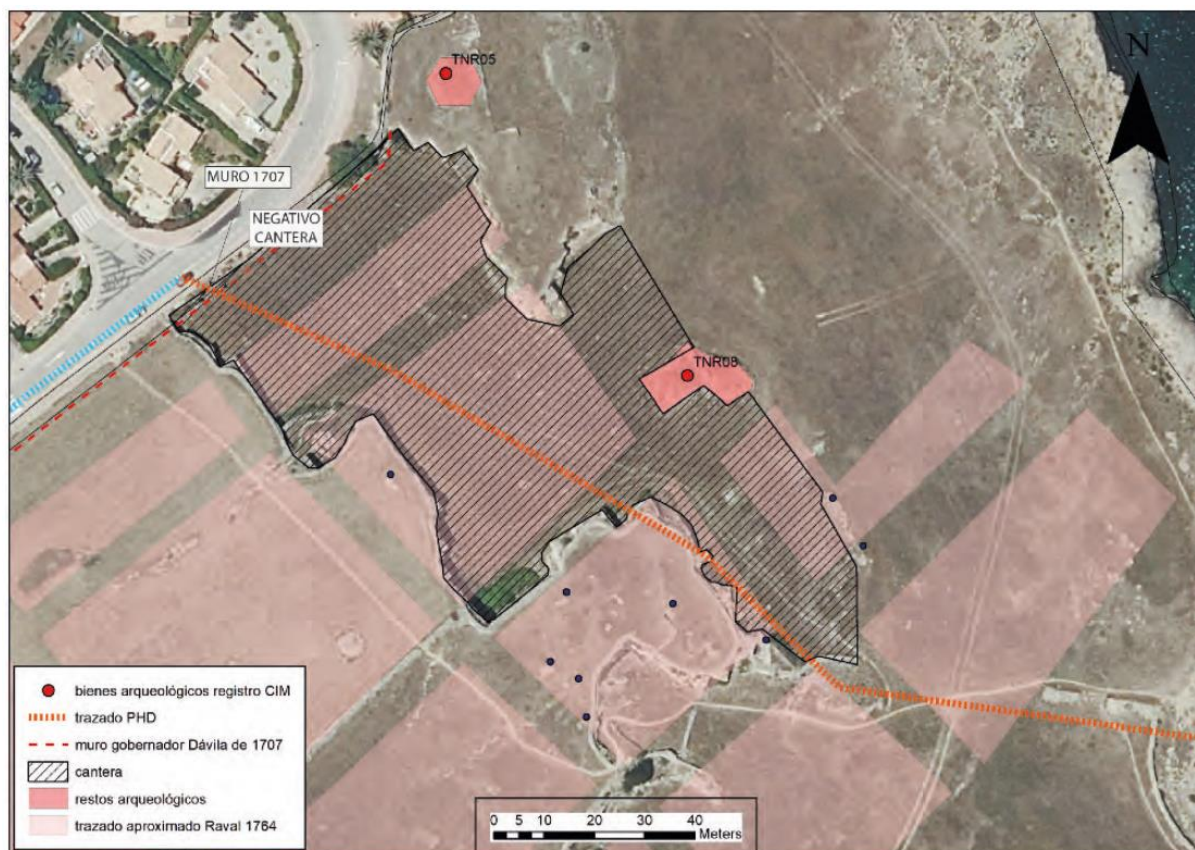 TNR05
N
MURO 1707
NEGATIVO
CANTERA
TNR08
bienes arqueológicos registro CIM
trazado PHD
muro gobernador Dávila de 1707
cantera
restos arqueológicos
trazado aproximado Raval 1764
0 5 10 20 30 40
Meters